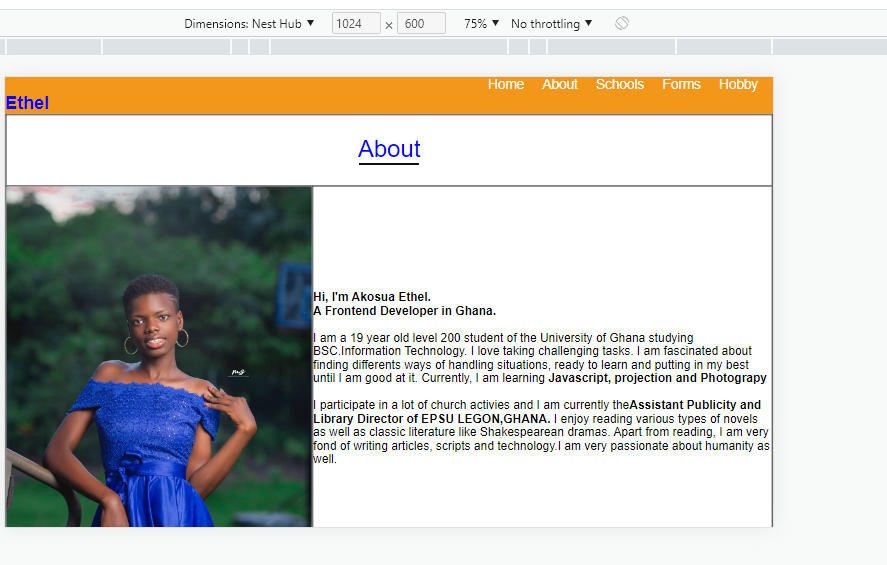 Dimensions: Nest Hub ▼ 1024 × 600 75% ▼ No throttling ▼
Home About Schools Forms Hobby
Ethel
About
Hi, I'm Akosua Ethel.
A Frontend Developer in Ghana.
I am a 19 year old level 200 student of the University of Ghana studying
BSC.Information Technology. I love taking challenging tasks. I am fascinated about
finding differents ways of handling situations, ready to learn and putting in my best
until I am good at it. Currently, I am learning Javascript, projection and Photograpy
I participate in a lot of church activies and I am currently theAssistant Publicity and
Library Director of EPSU LEGON,GHANA. I enjoy reading various types of novels
as well as classic literature like Shakespearean dramas. Apart from reading, I am very
fond of writing articles, scripts and technology.I am very passionate about humanity as
well.